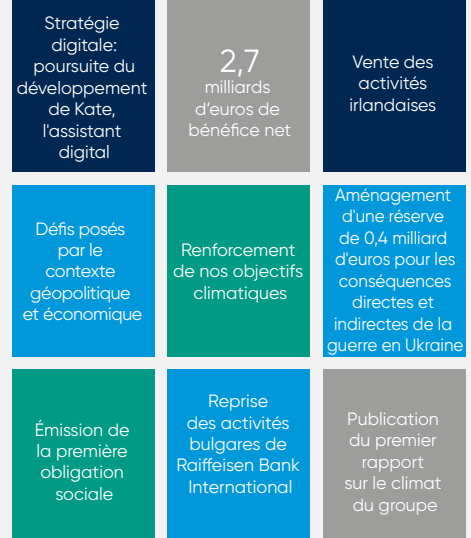 Stratégie
digitale:
poursuite du
développement
de Kate,
l'assistant
digital
2,7
milliards
d'euros de
bénéfice net
Vente des
activités
irlandaises
Défis posés
par le
contexte
géopolitique
et économique
Renforcement
de nos objectifs
climatiques
Aménagement
d'une réserve
de 0,4 milliard
d'euros pour les
conséquences
directes et
indirectes de la
guerre en Ukraine
Émission de
la première
obligation
sociale
Reprise
des activités
bulgares de
Raiffeisen Bank
International
Publication
du premier
rapport
sur le climat
du groupe